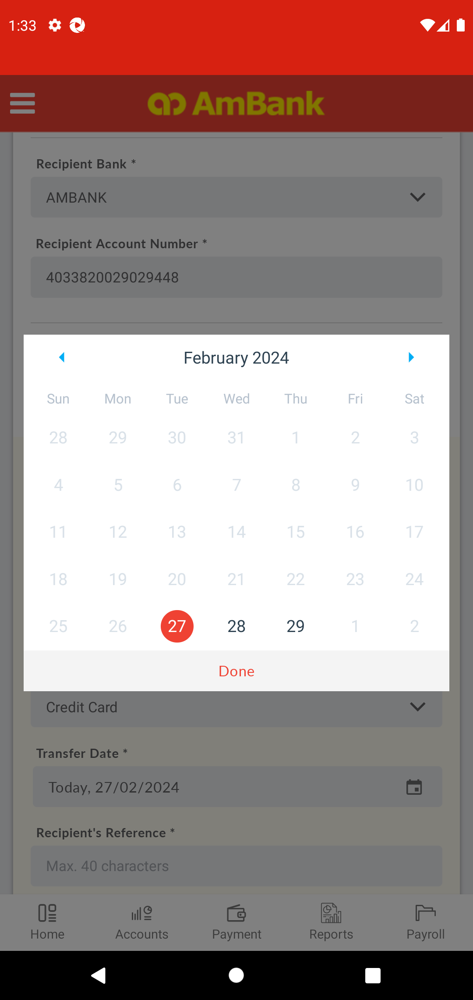 1:33
AmBank
Recipient Bank *
AMBANK
Recipient Account Number *
4033820029029448
February 2024
Sun Mon Tue Wed Thu Fri Sat
28 29 30 31 1 2 3
4 5 6 7 8 9 10
11 12 13 14 15 16 17
18 19 20 21 22 23 24
25 26 27 28 29 1 2
Done
Credit Card
Transfer Date *
Today, 27/02/2024
Recipient's Reference *
Max. 40 characters
Home Accounts Payment Reports Payroll